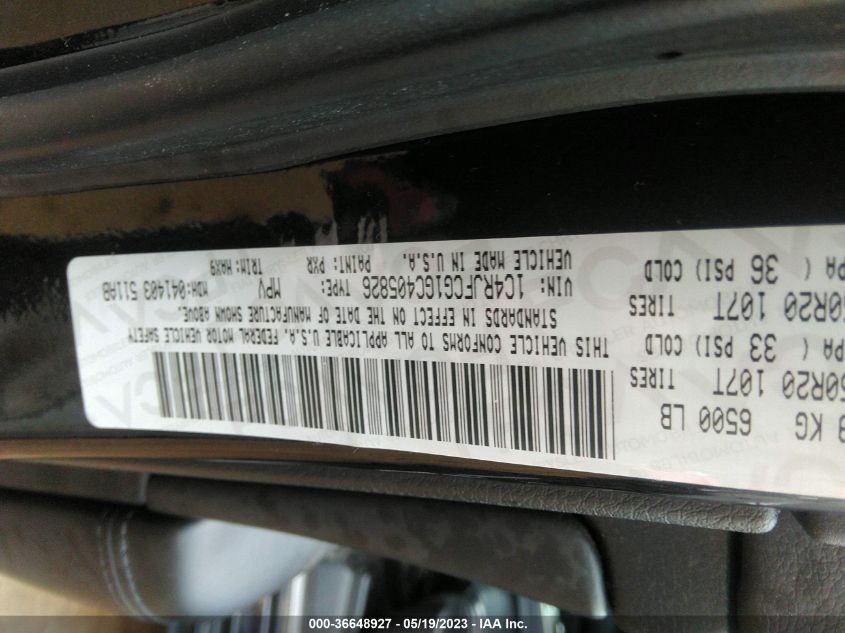 9 KG 6500 LB
50R20 107T TIRES
PA ( 33 PSI) COLD
50R20 107T TIRES
PA ( 36 PSI) COLD
THIS VEHICLE CONFORMS TO ALL APPLICABLE U.S.A. FEDERAL MOTOR VEHICLE SAFETY
STANDARDS IN EFFECT ON THE DATE OF MANUFACTURE SHOWN ABOVE.
VIN: 1C4RJFCG1GC405826 TYPE: MPV MDH: 041403 511AB
VEHICLE MADE IN U.S.A. PAINT: PXR TRIM: HAX9
000-36648927 - 05/19/2023 - IAA Inc.